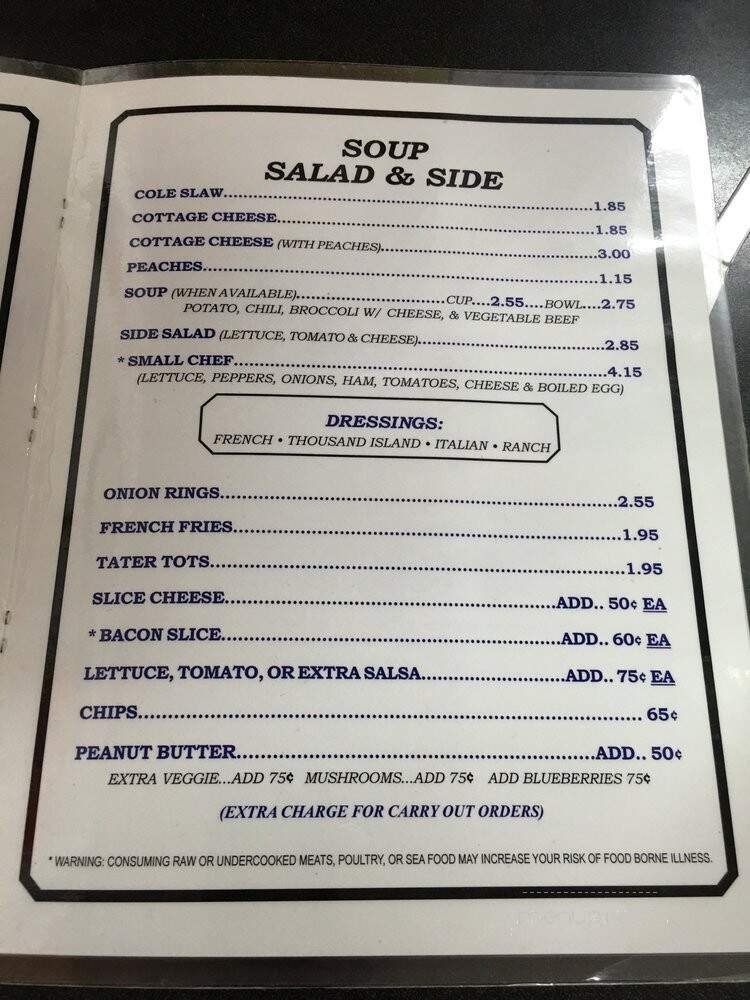 SOUP
SALAD & SIDE
COLE SLAW..............................................................................1.85
COTTAGE CHEESE..................................................................1.85
COTTAGE CHEESE (WITH PEACHES)...........................................3.00
PEACHES..................................................................................1.15
SOUP (WHEN AVAILABLE)..............................CUP....2.55....BOWL....2.75
POTATO, CHILI, BROCCOLI W/ CHEESE, & VEGETABLE BEEF
SIDE SALAD (LETTUCE, TOMATO & CHEESE)....................................2.85
* SMALL CHEF...........................................................................4.15
(LETTUCE, PEPPERS, ONIONS, HAM, TOMATOES, CHEESE & BOILED EGG)
DRESSINGS:
FRENCH • THOUSAND ISLAND • ITALIAN • RANCH
ONION RINGS...........................................................................2.55
FRENCH FRIES.........................................................................1.95
TATER TOTS............................................................................1.95
SLICE CHEESE..............................................................ADD.. 50¢ EA
* BACON SLICE..............................................................ADD.. 60¢ EA
LETTUCE, TOMATO, OR EXTRA SALSA..........................ADD.. 75¢ EA
CHIPS....................................................................................... 65¢
PEANUT BUTTER................................................................ADD.. 50¢
EXTRA VEGGIE...ADD 75¢ MUSHROOMS...ADD 75¢ ADD BLUEBERRIES 75¢
(EXTRA CHARGE FOR CARRY OUT ORDERS)
* WARNING: CONSUMING RAW OR UNDERCOOKED MEATS, POULTRY, OR SEA FOOD MAY INCREASE YOUR RISK OF FOOD BORNE ILLNESS.